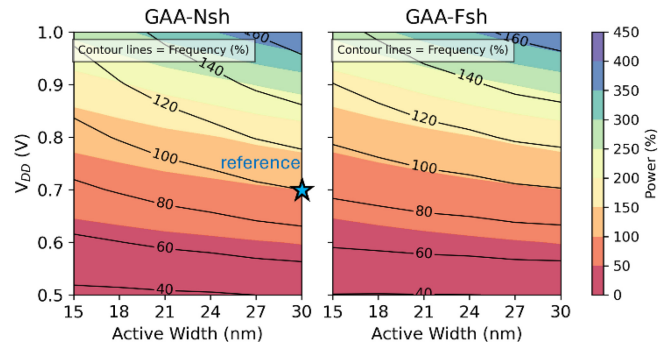 GAA-Nsh
GAA-Fsh
Contour lines = Frequency (%)
Contour lines = Frequency (%)
1.0
0.9
0.8
0.7
0.6
0.5
V_DD (V)
160
140
120
100
80
60
40
reference
160
140
120
100
80
60
40
15 18 21 24 27 30
15 18 21 24 27 30
Active Width (nm)
Active Width (nm)
450
400
350
300
250
200
150
100
50
0
Power (%)